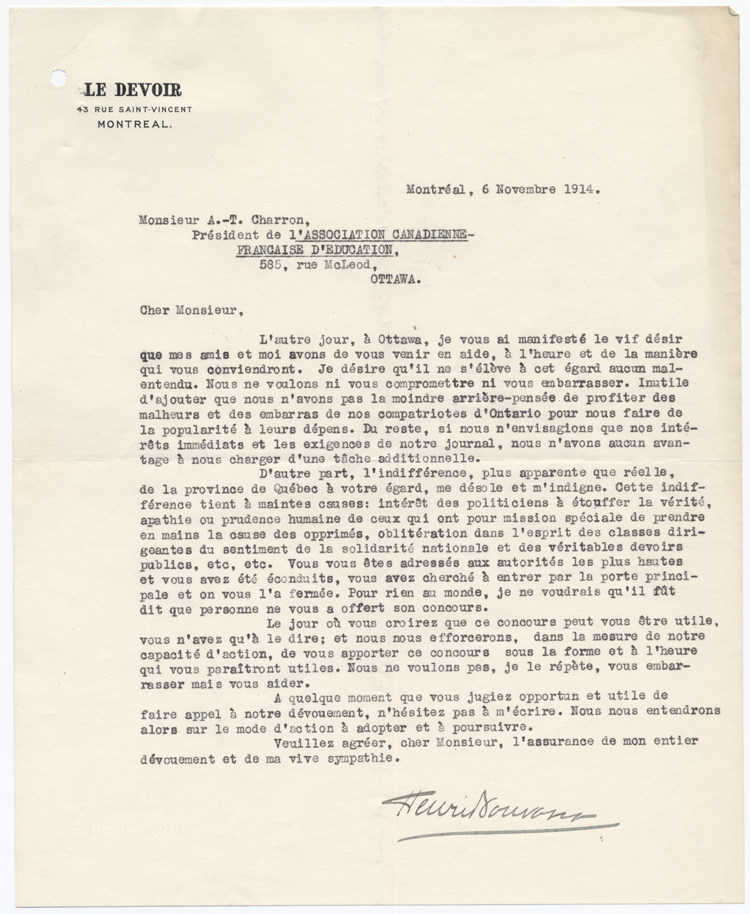 LE DEVOIR
43 RUE SAINT-VINCENT
MONTREAL.
Montréal, 6 Novembre 1914.
Monsieur A.-T. Charron,
Président de l'ASSOCIATION CANADIENNE-
FRANCAISE D'EDUCATION,
585, rue McLeod,
OTTAWA.
Cher Monsieur,
L'autre jour, à Ottawa, je vous ai manifesté le vif désir
que mes amis et moi avons de vous venir en aide, à l'heure et de la manière
qui vous conviendront. Je désire qu'il ne s'élève à cet égard aucun mal-
entendu. Nous ne voulons ni vous compromettre ni vous embarrasser. Inutile
d'ajouter que nous n'avons pas la moindre arrière-pensée de profiter des
malheurs et des embarras de nos compatriotes d'Ontario pour nous faire de
la popularité à leurs dépens. Du reste, si nous n'envisagions que nos inté-
rêts immédiats et les exigences de notre journal, nous n'avons aucun avan-
tage à nous charger d'une tâche additionnelle.
D'autre part, l'indifférence, plus apparente que réelle,
de la province de Québec à votre égard, me désole et m'indigne. Cette indif-
férence tient à maintes causes: intérêt des politiciens à étouffer la vérité,
apathie ou prudence humaine de ceux qui ont pour mission spéciale de prendre
en mains la cause des opprimés, oblitération dans l'esprit des classes diri-
geantes du sentiment de la solidarité nationale et des véritables devoirs
publics, etc, etc. Vous vous êtes adressés aux autorités les plus hautes
et vous avez été éconduits, vous avez cherché à entrer par la porte princi-
pale et on vous l'a fermée. Pour rien au monde, je ne voudrais qu'il fût
dit que personne ne vous a offert son concours.
Le jour où vous croirez que ce concours peut vous être utile,
vous n'avez qu'à le dire; et nous nous efforcerons, dans la mesure de notre
capacité d'action, de vous apporter ce concours sous la forme et à l'heure
qui vous paraîtront utiles. Nous ne voulons pas, je le répète, vous embar-
rasser mais vous aider.
A quelque moment que vous jugiez opportun et utile de
faire appel à notre dévouement, n'hésitez pas à m'écrire. Nous nous entendrons
alors sur le mode d'action à adopter et à poursuivre.
Veuillez agréer, cher Monsieur, l'assurance de mon entier
dévouement et de ma vive sympathie.
Henri Bourassa